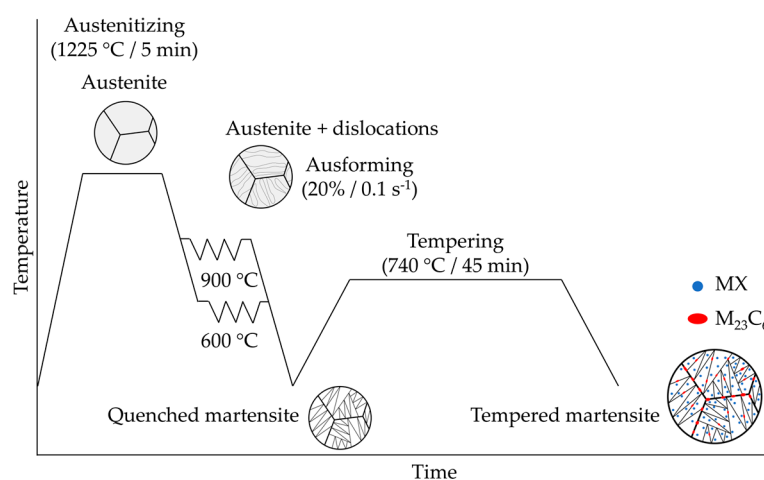 Austenitizing
(1225 °C / 5 min)
Austenite
Austenite + dislocations
Ausforming
(20% / 0.1 s⁻¹)
Temperature
900 °C
600 °C
Tempering
(740 °C / 45 min)
MX
M₂₃C₆
Quenched martensite
Tempered martensite
Time